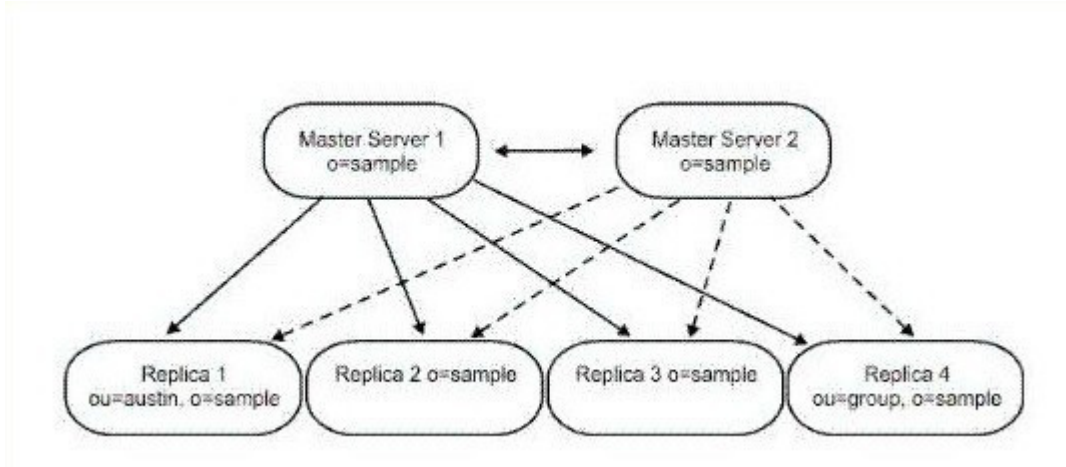 Master Server 1
o=sample
Master Server 2
o=sample
Replica 1
ou=austin, o=sample
Replica 2 o=sample
Replica 3 o=sample
Replica 4
ou=group, o=sample